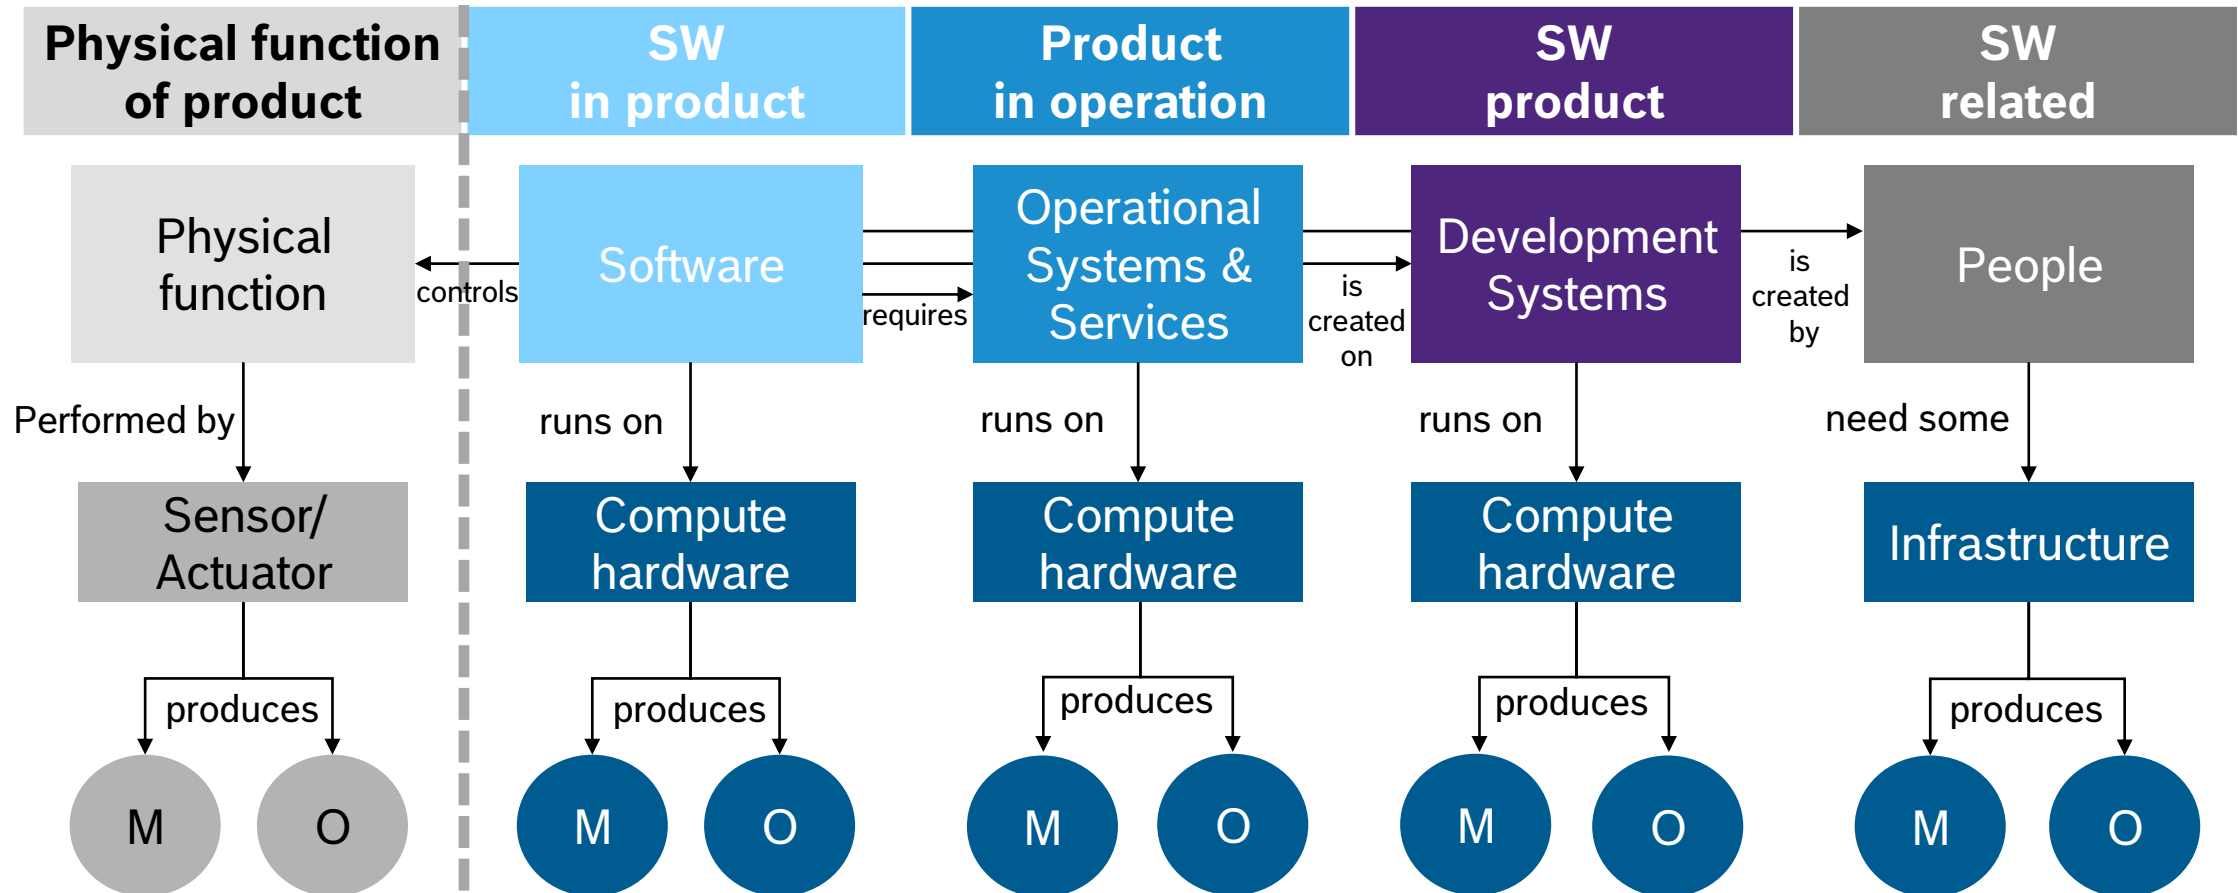 Physical function
of product
SW
in product
Product
in operation
SW
product
SW
related
Physical
function
controls
Software
requires
Operational
Systems &
Services
is
created
on
Development
Systems
is
created
by
People
Performed by
runs on
runs on
runs on
need some
Sensor/
Actuator
Compute
hardware
Compute
hardware
Compute
hardware
Infrastructure
produces
produces
produces
produces
produces
M
O
M
O
M
O
M
O
M
O